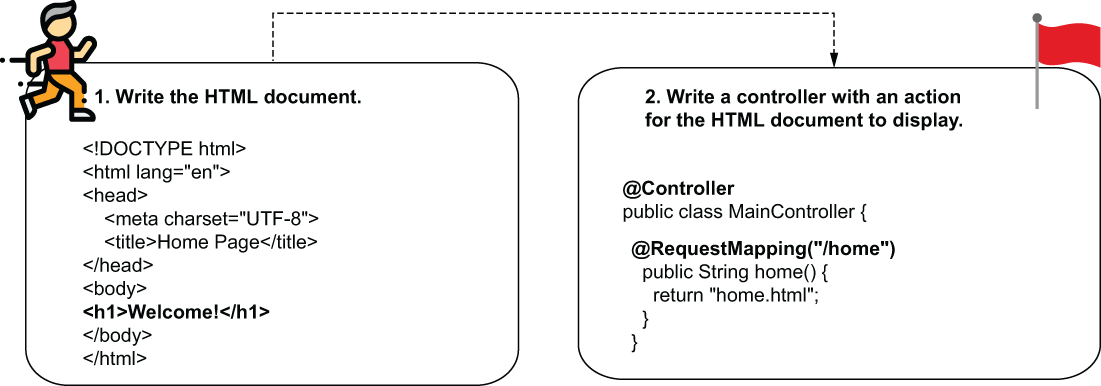 1. Write the HTML document.
<!DOCTYPE html>
<html lang="en">
<head>
<meta charset="UTF-8">
<title>Home Page</title>
</head>
<body>
<h1>Welcome!</h1>
</body>
</html>
2. Write a controller with an action
for the HTML document to display.
@Controller
public class MainController {
@RequestMapping("/home")
public String home() {
return "home.html";
}
}